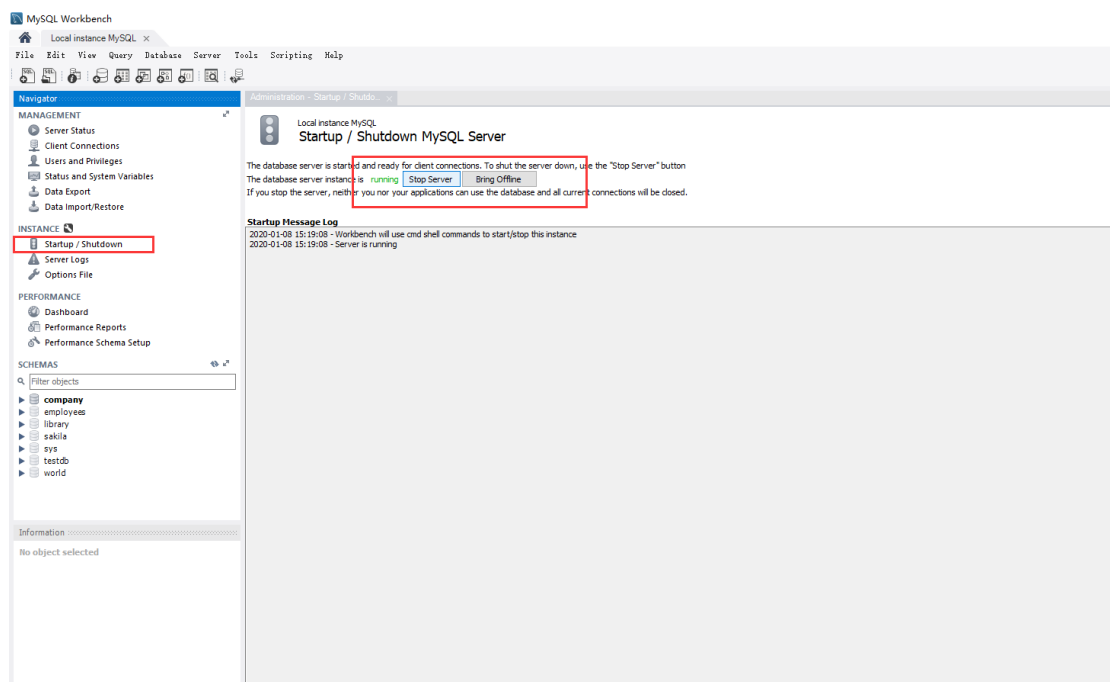 MySQL Workbench
Local instance MySQL ×
File Edit View Query Database Server Tools Scripting Help
Navigator
MANAGEMENT
Server Status
Client Connections
Users and Privileges
Status and System Variables
Data Export
Data Import/Restore
INSTANCE
Startup / Shutdown
Server Logs
Options File
PERFORMANCE
Dashboard
Performance Reports
Performance Schema Setup
SCHEMAS
Filter objects
company
employees
library
sakila
sys
testdb
world
Information
No object selected
Administration - Startup / Shutdo... ×
Local instance MySQL
Startup / Shutdown MySQL Server
The database server is started and ready for client connections. To shut the server down, use the "Stop Server" button
The database server instance is running Stop Server Bring Offline
If you stop the server, neither you nor your applications can use the database and all current connections will be closed.
Startup Message Log
2020-01-08 15:19:08 - Workbench will use cmd shell commands to start/stop this instance
2020-01-08 15:19:08 - Server is running